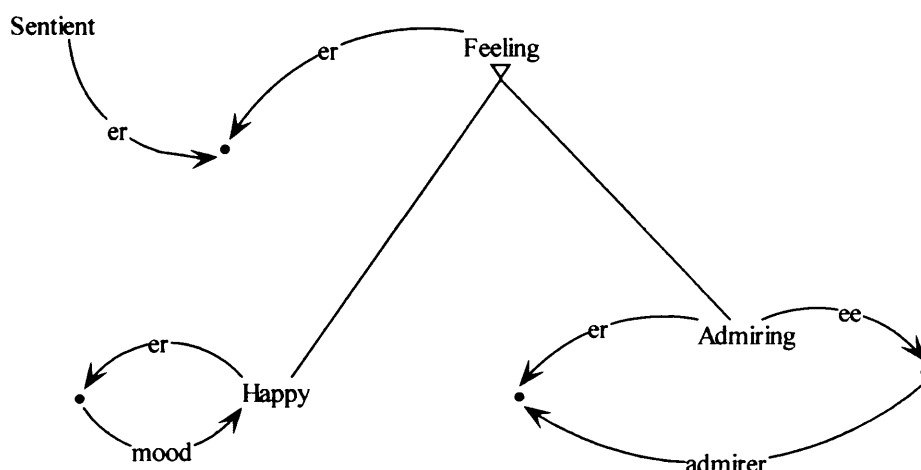 Sentient
er
Feeling
er
er
Admiring
ee
er
Happy
mood
admirer